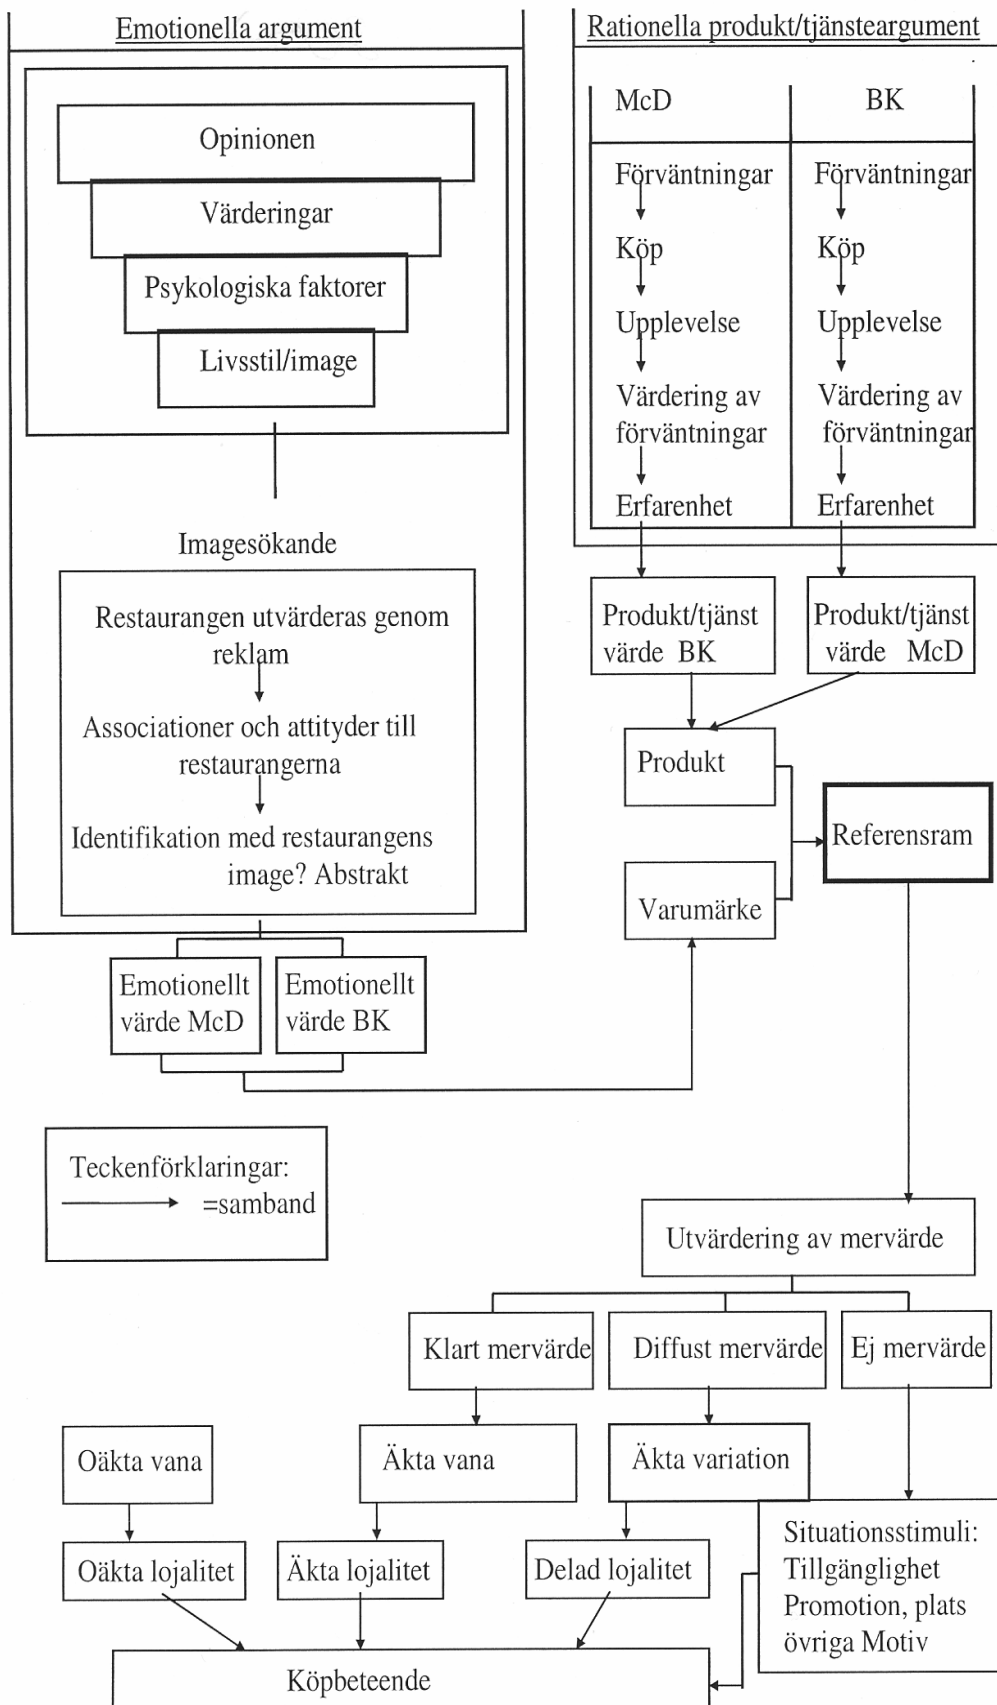 Emotionella argument
Opinionen
Värderingar
Psykologiska faktorer
Livsstil/image
Imagesökande
Restaurangen utvärderas genom
reklam
Associationer och attityder till
restaurangerna
Identifikation med restaurangens
image? Abstrakt
Emotionellt
värde McD
Emotionellt
värde BK
Rationella produkt/tjänsteargument
McD
Förväntningar
Köp
Upplevelse
Värdering av
förväntningar
Erfarenhet
BK
Förväntningar
Köp
Upplevelse
Värdering av
förväntningar
Erfarenhet
Produkt/tjänst
värde BK
Produkt/tjänst
värde McD
Produkt
Varumärke
Referensram
Teckenförklaringar:
=samband
Utvärdering av mervärde
Klart mervärde
Diffust mervärde
Ej mervärde
Oäkta vana
Äkta vana
Äkta variation
Oäkta lojalitet
Äkta lojalitet
Delad lojalitet
Situationsstimuli:
Tillgänglighet
Promotion, plats
övriga Motiv
Köpbeteende